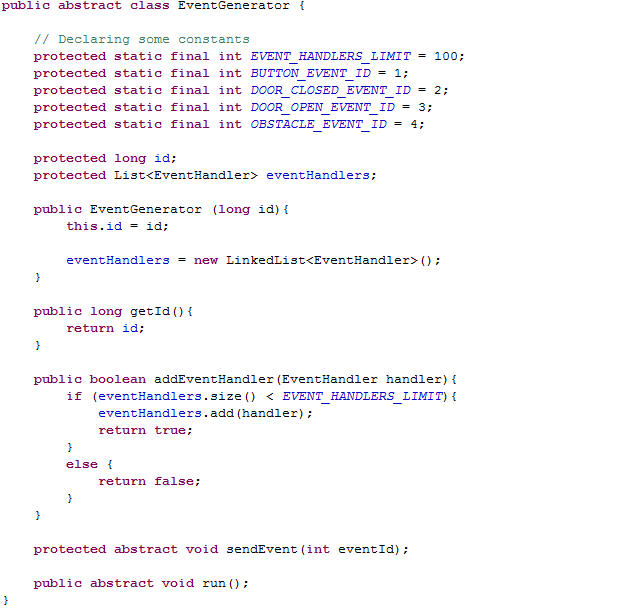 public abstract class EventGenerator {
// Declaring some constants
protected static final int EVENT_HANDLERS_LIMIT = 100;
protected static final int BUTTON_EVENT_ID = 1;
protected static final int DOOR_CLOSED_EVENT_ID = 2;
protected static final int DOOR_OPEN_EVENT_ID = 3;
protected static final int OBSTACLE_EVENT_ID = 4;
protected long id;
protected List<EventHandler> eventHandlers;
public EventGenerator (long id){
this.id = id;
eventHandlers = new LinkedList<EventHandler>();
}
public long getId(){
return id;
}
public boolean addEventHandler(EventHandler handler){
if (eventHandlers.size() < EVENT_HANDLERS_LIMIT){
eventHandlers.add(handler);
return true;
}
else {
return false;
}
}
protected abstract void sendEvent(int eventId);
public abstract void run();
}